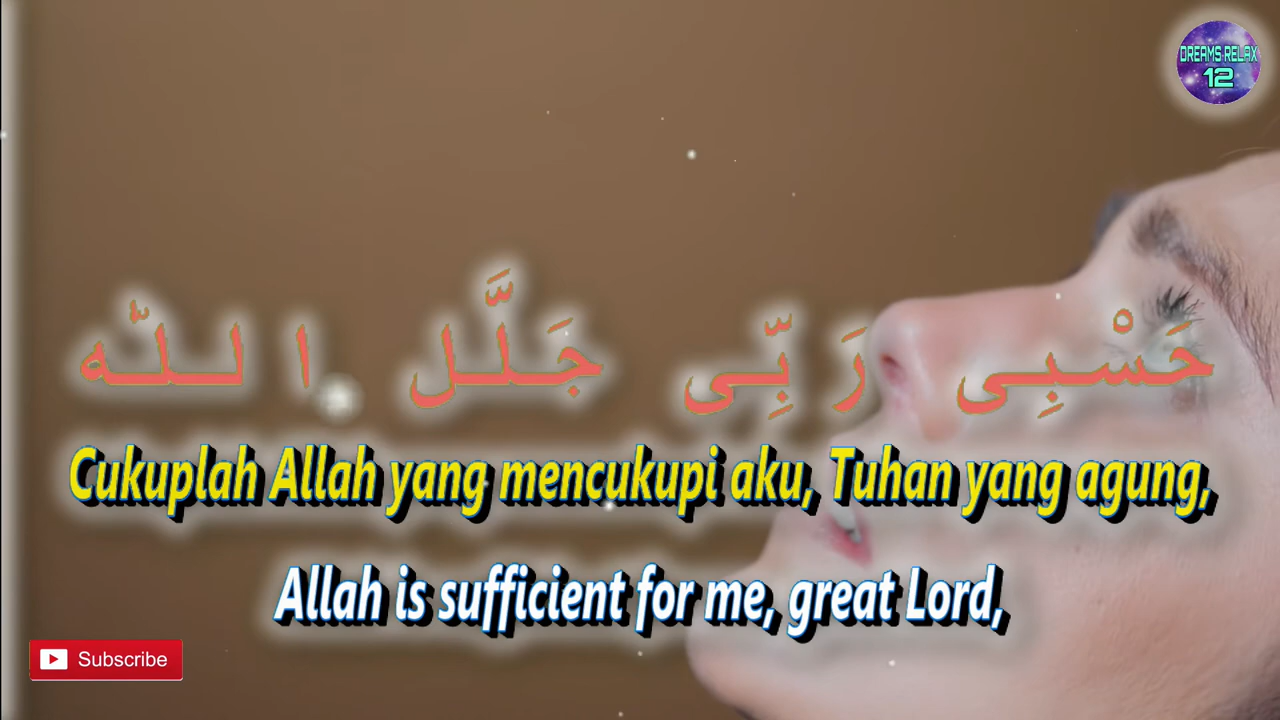 DREAMS RELAX
12
حَسْبِى رَبِّى جَلَّل ا للّٰه
Cukuplah Allah yang mencukupi aku, Tuhan yang agung,
Allah is sufficient for me, great Lord,
Subscribe